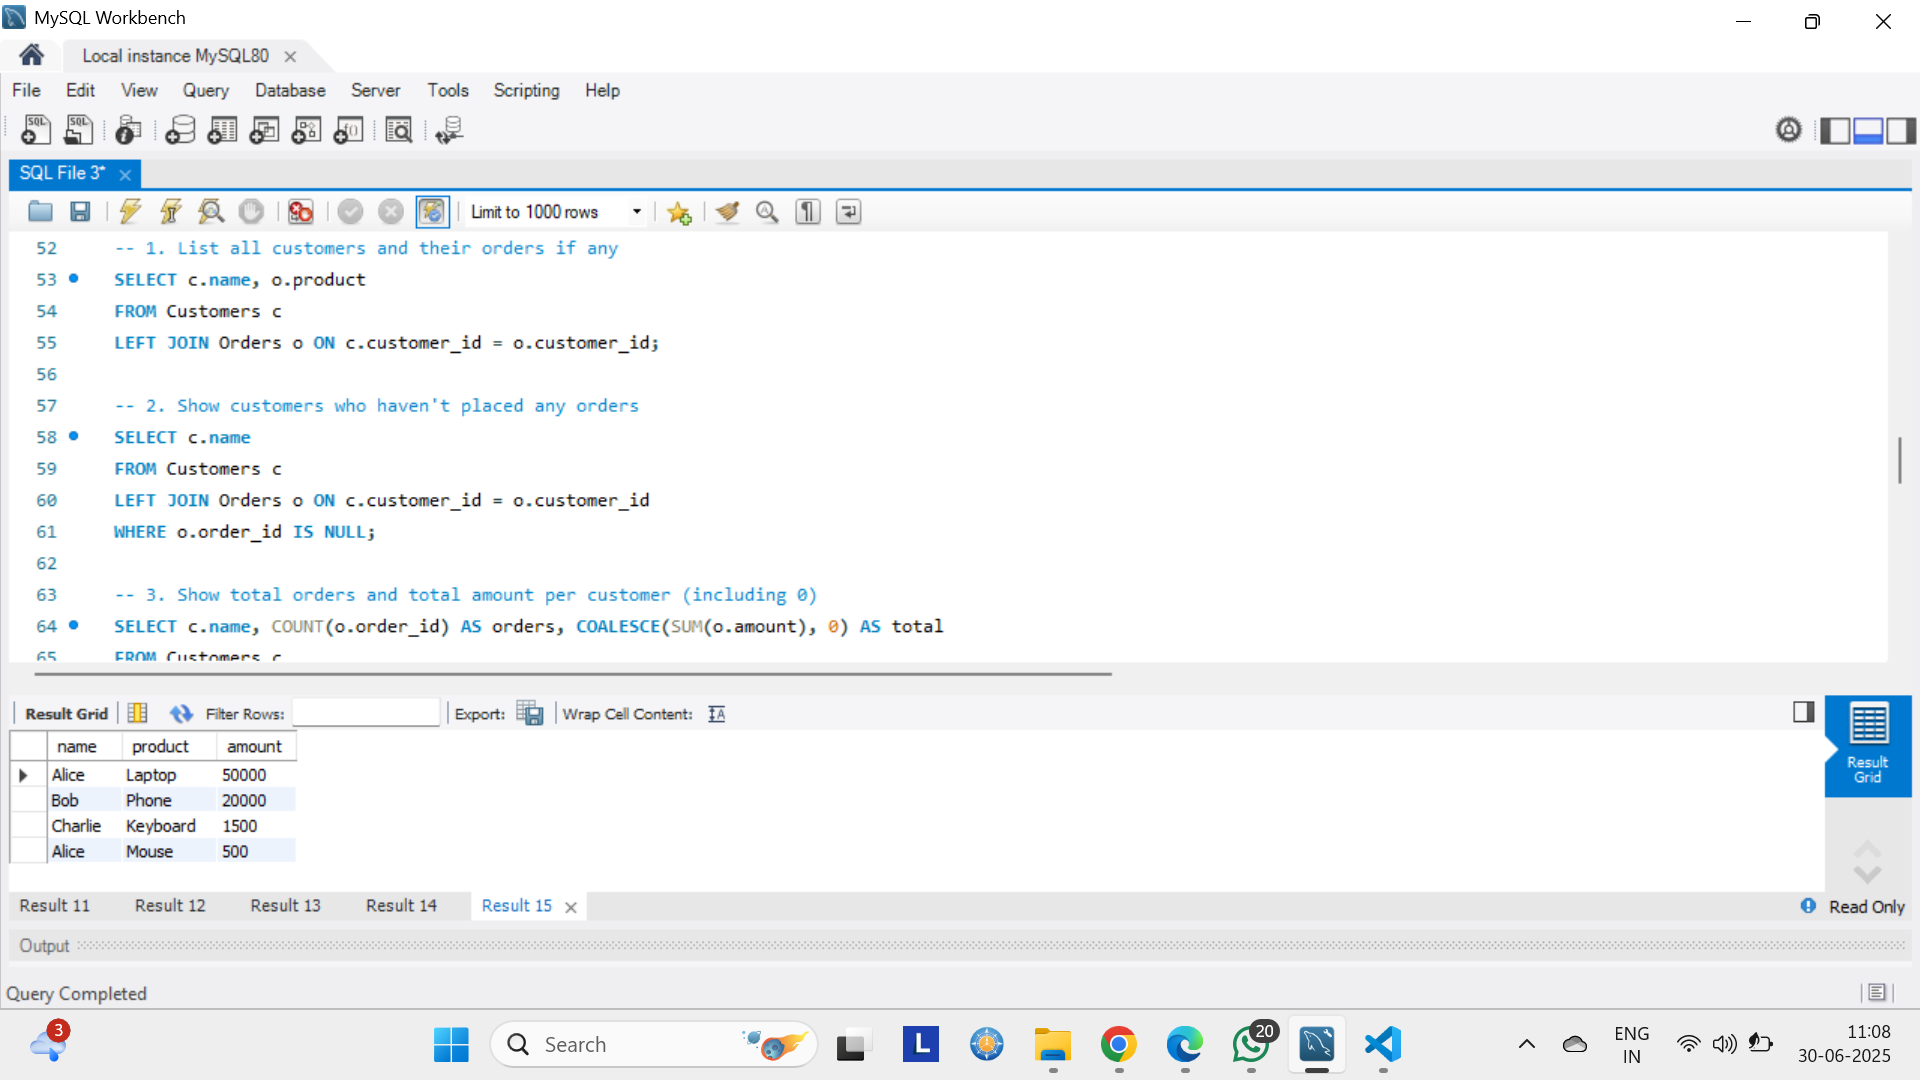 MySQL Workbench
Local instance MySQL80
File Edit View Query Database Server Tools Scripting Help
SQL SQL
SQL File 3*
Limit to 1000 rows
52 -- 1. List all customers and their orders if any
53 SELECT c.name, o.product
54 FROM Customers c
55 LEFT JOIN Orders o ON c.customer_id = o.customer_id;
56
57 -- 2. Show customers who haven't placed any orders
58 SELECT c.name
59 FROM Customers c
60 LEFT JOIN Orders o ON c.customer_id = o.customer_id
61 WHERE o.order_id IS NULL;
62
63 -- 3. Show total orders and total amount per customer (including 0)
64 SELECT c.name, COUNT(o.order_id) AS orders, COALESCE(SUM(o.amount), 0) AS total
65 FROM Customers c
Result Grid Filter Rows: Export: Wrap Cell Content: IA
name product amount
Alice Laptop 50000
Bob Phone 20000
Charlie Keyboard 1500
Alice Mouse 500
Result Grid
Result 11 Result 12 Result 13 Result 14 Result 15
Read Only
Output
Query Completed
3
Search
L
20
ENG
IN
11:08
30-06-2025